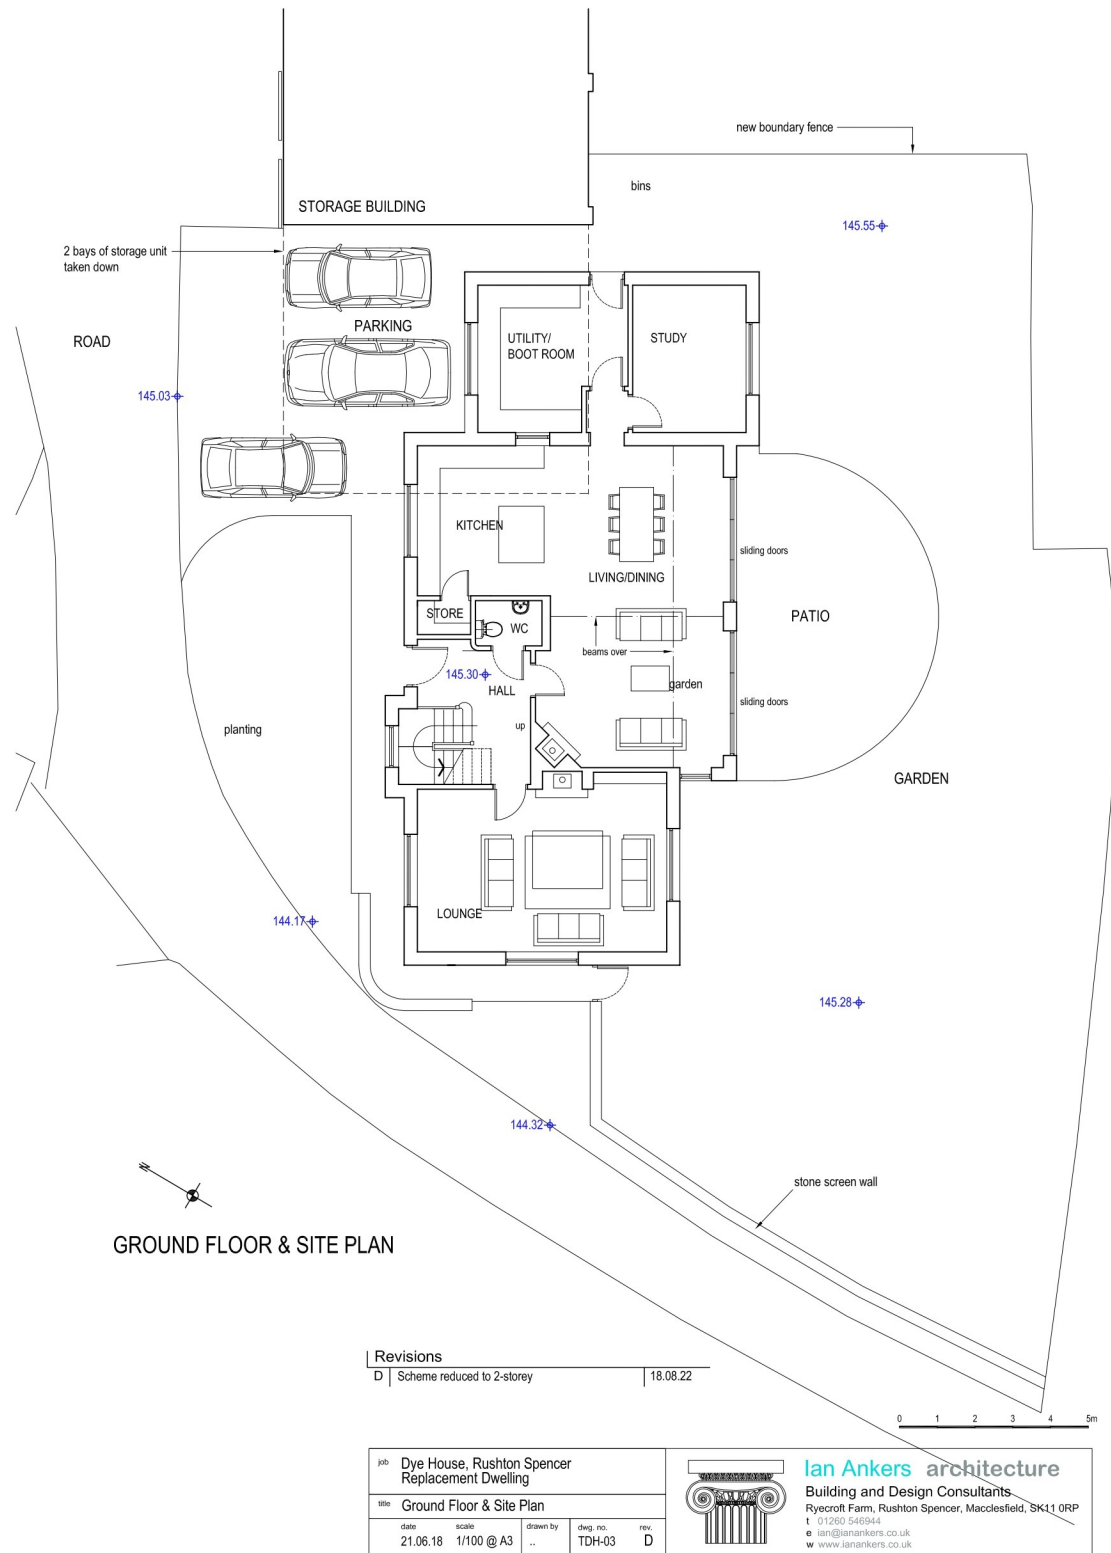 new boundary fence
bins
STORAGE BUILDING
145.55
2 bays of storage unit
taken down
PARKING
ROAD
UTILITY/
BOOT ROOM
STUDY
145.03
KITCHEN
sliding doors
LIVING/DINING
STORE
WC
PATIO
beams over
145.30
HALL
garden
sliding doors
up
planting
GARDEN
LOUNGE
144.17
145.28
144.32
stone screen wall
N
GROUND FLOOR & SITE PLAN
Revisions
D Scheme reduced to 2-storey 18.08.22
0 1 2 3 4 5m
job Dye House, Rushton Spencer
Replacement Dwelling
title Ground Floor & Site Plan
date scale drawn by dwg. no. rev.
21.06.18 1/100 @ A3 .. TDH-03 D
Ian Ankers architecture
Building and Design Consultants
Ryecroft Farm, Rushton Spencer, Macclesfield, SK11 0RP
t 01260 546944
e ian@ianankers.co.uk
w www.ianankers.co.uk